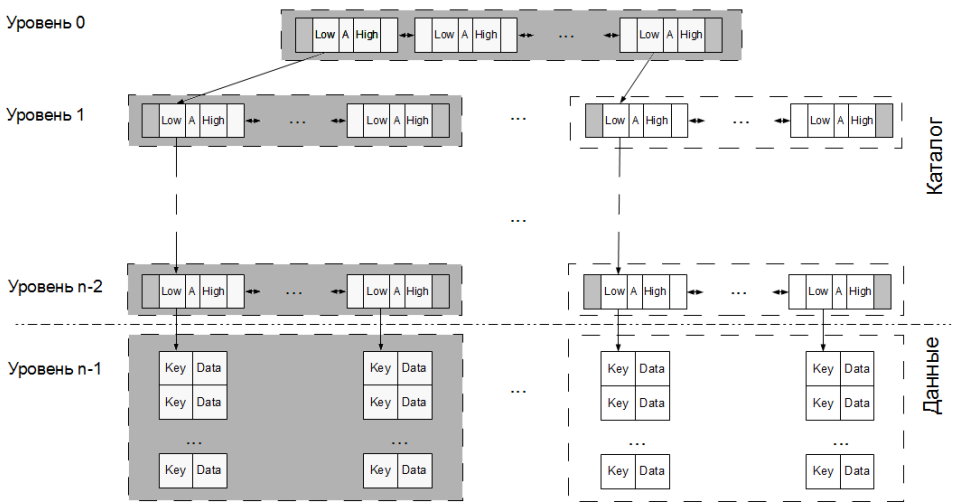 Уровень 0
Low A High Low A High ... Low A High
Уровень 1
Low A High ... Low A High ... Low A High ... Low A High
Каталог
...
Уровень n-2
Low A High ... Low A High Low A High ... Low A High
Уровень n-1
Key Data Key Data Key Data Key Data
Key Data Key Data ... Key Data Key Data
... ... ... ...
Key Data Key Data Key Data Key Data
Данные